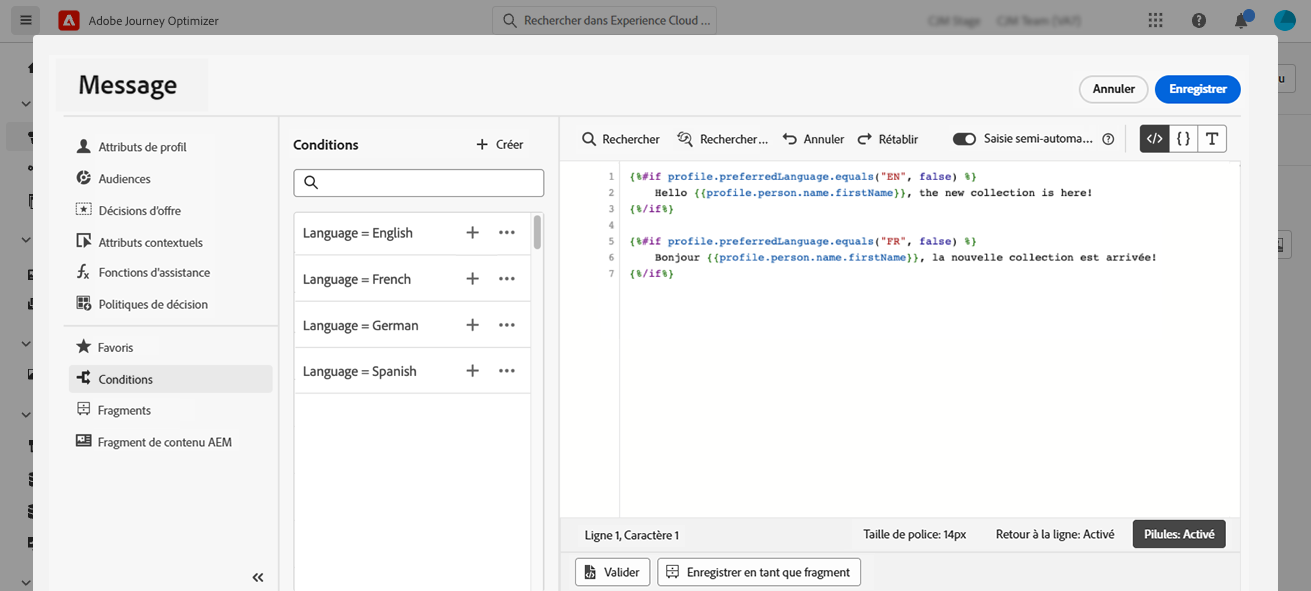 Adobe Journey Optimizer
Rechercher dans Experience Cloud ...
Message
Annuler
Enregistrer
Attributs de profil
Audiences
Décisions d'offre
Attributs contextuels
Fonctions d'assistance
Politiques de décision
Favoris
Conditions
Fragments
Fragment de contenu AEM
Conditions
Créer
Language = English
Language = French
Language = German
Language = Spanish
Rechercher
Rechercher...
Annuler
Rétablir
Saisie semi-automa...
1 {%#if profile.preferredLanguage.equals("EN", false) %}
2 Hello {{profile.person.name.firstName}}, the new collection is here!
3 {%/if%}
4
5 {%#if profile.preferredLanguage.equals("FR", false) %}
6 Bonjour {{profile.person.name.firstName}}, la nouvelle collection est arrivée!
7 {%/if%}
Ligne 1, Caractère 1
Taille de police: 14px
Retour à la ligne: Activé
Pilules: Activé
Valider
Enregistrer en tant que fragment